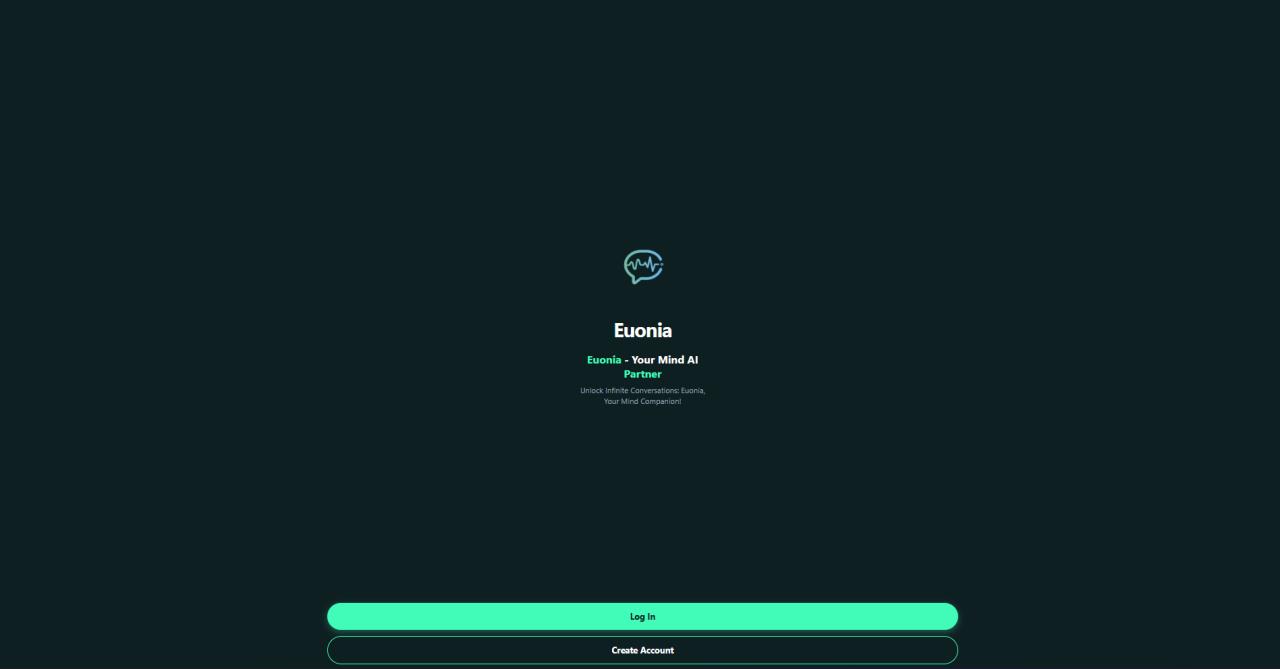 Euonia
Euonia - Your Mind AI
Partner
Unlock Infinite Conversations: Euonia,
Your Mind Companion!
Log In
Create Account